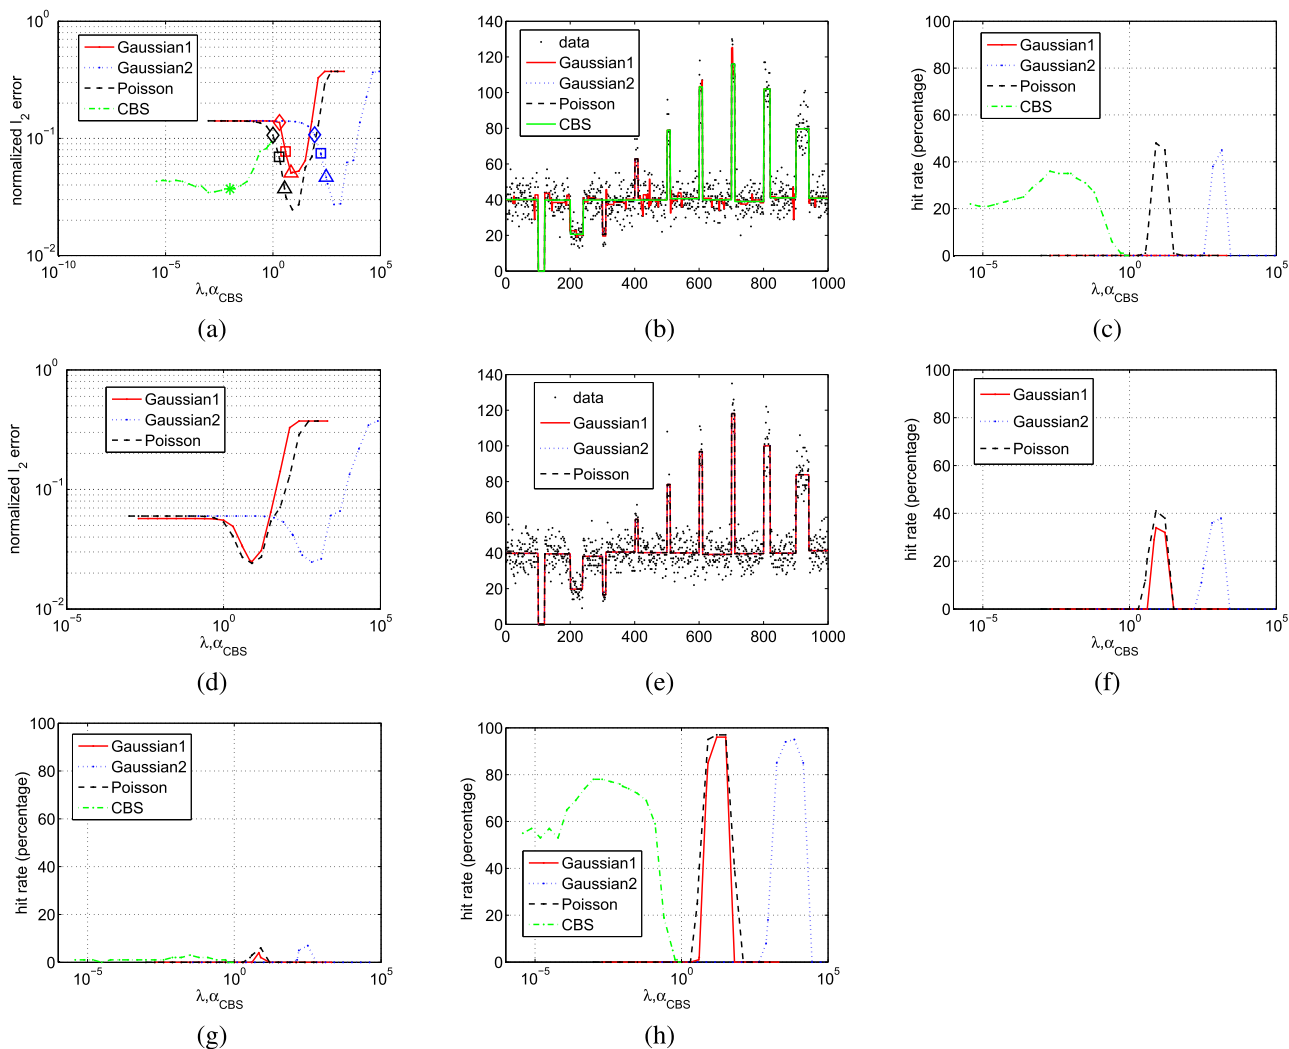 10^0
10^-1
10^-2
10^-10
10^-5
10^0
10^5
normalized l_2 error
λ,α_CBS
Gaussian1
Gaussian2
Poisson
CBS
(a)
140
120
100
80
60
40
20
0
0
200
400
600
800
1000
data
Gaussian1
Gaussian2
Poisson
CBS
(b)
100
80
60
40
20
0
10^-5
10^0
10^5
hit rate (percentage)
λ,α_CBS
Gaussian1
Gaussian2
Poisson
CBS
(c)
10^0
10^-1
10^-2
10^-5
10^0
10^5
normalized l_2 error
λ,α_CBS
Gaussian1
Gaussian2
Poisson
(d)
140
120
100
80
60
40
20
0
0
200
400
600
800
1000
data
Gaussian1
Gaussian2
Poisson
(e)
100
80
60
40
20
0
10^-5
10^0
10^5
hit rate (percentage)
λ,α_CBS
Gaussian1
Gaussian2
Poisson
(f)
100
80
60
40
20
0
10^-5
10^0
10^5
hit rate (percentage)
λ,α_CBS
Gaussian1
Gaussian2
Poisson
CBS
(g)
100
80
60
40
20
0
10^-5
10^0
10^5
hit rate (percentage)
λ,α_CBS
Gaussian1
Gaussian2
Poisson
CBS
(h)